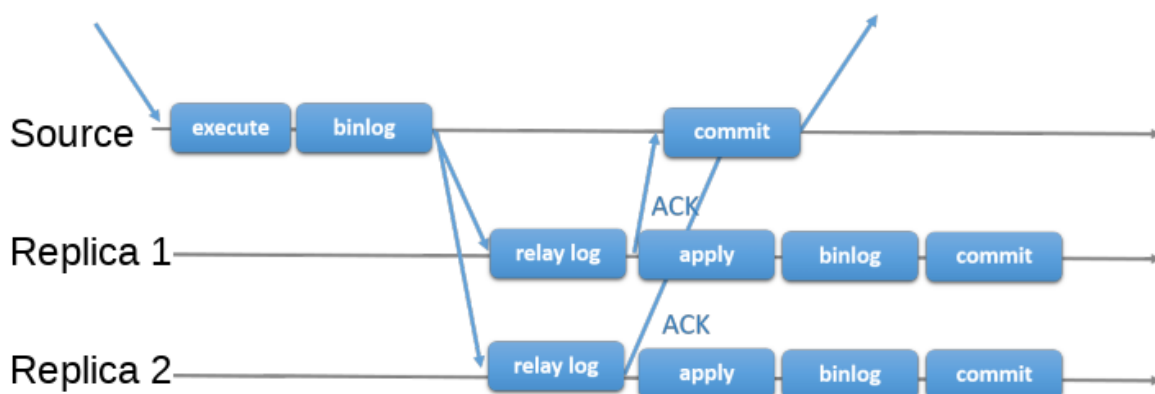 Source execute binlog commit
ACK
Replica 1 relay log apply binlog commit
ACK
Replica 2 relay log apply binlog commit